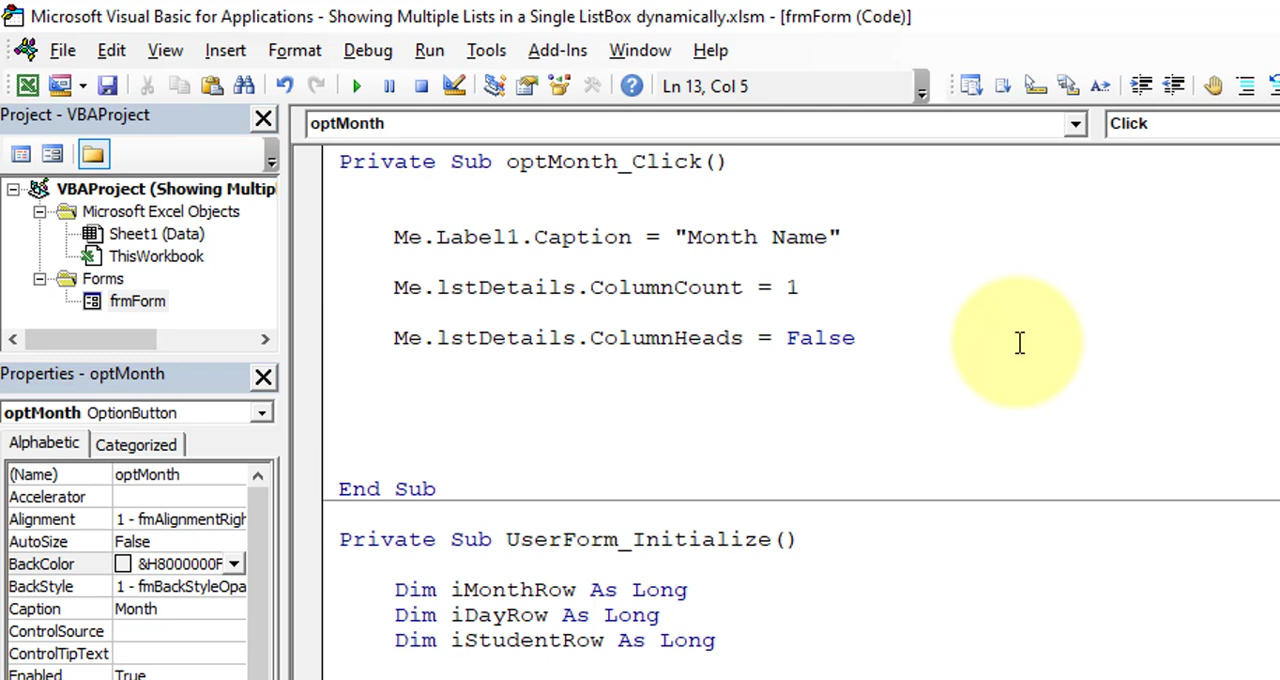 Microsoft Visual Basic for Applications - Showing Multiple Lists in a Single ListBox dynamically.xlsm - [frmForm (Code)]
File Edit View Insert Format Debug Run Tools Add-Ins Window Help
Ln 13, Col 5
Project - VBAProject
VBAProject (Showing Multip
Microsoft Excel Objects
Sheet1 (Data)
ThisWorkbook
Forms
frmForm
Properties - optMonth
optMonth OptionButton
Alphabetic Categorized
(Name) optMonth
Accelerator
Alignment 1 - fmAlignmentRigh
AutoSize False
BackColor &H8000000F
BackStyle 1 - fmBackStyleOpa
Caption Month
ControlSource
ControlTipText
Enabled True
optMonth Click
Private Sub optMonth_Click()
Me.Label1.Caption = "Month Name"
Me.lstDetails.ColumnCount = 1
Me.lstDetails.ColumnHeads = False
End Sub
Private Sub UserForm_Initialize()
Dim iMonthRow As Long
Dim iDayRow As Long
Dim iStudentRow As Long